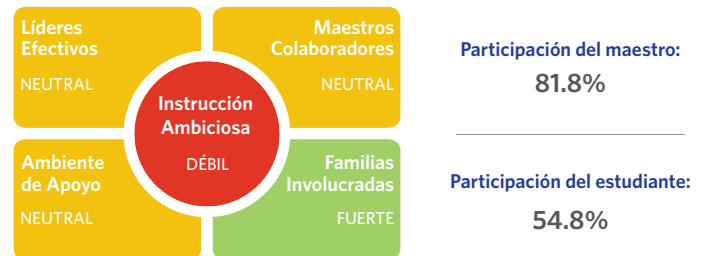 Líderes
Efectivos
NEUTRAL
Maestros
Colaboradores
NEUTRAL
Instrucción
Ambiciosa
DÉBIL
Ambiente
de Apoyo
NEUTRAL
Familias
Involucradas
FUERTE
Participación del maestro:
81.8%
Participación del estudiante:
54.8%